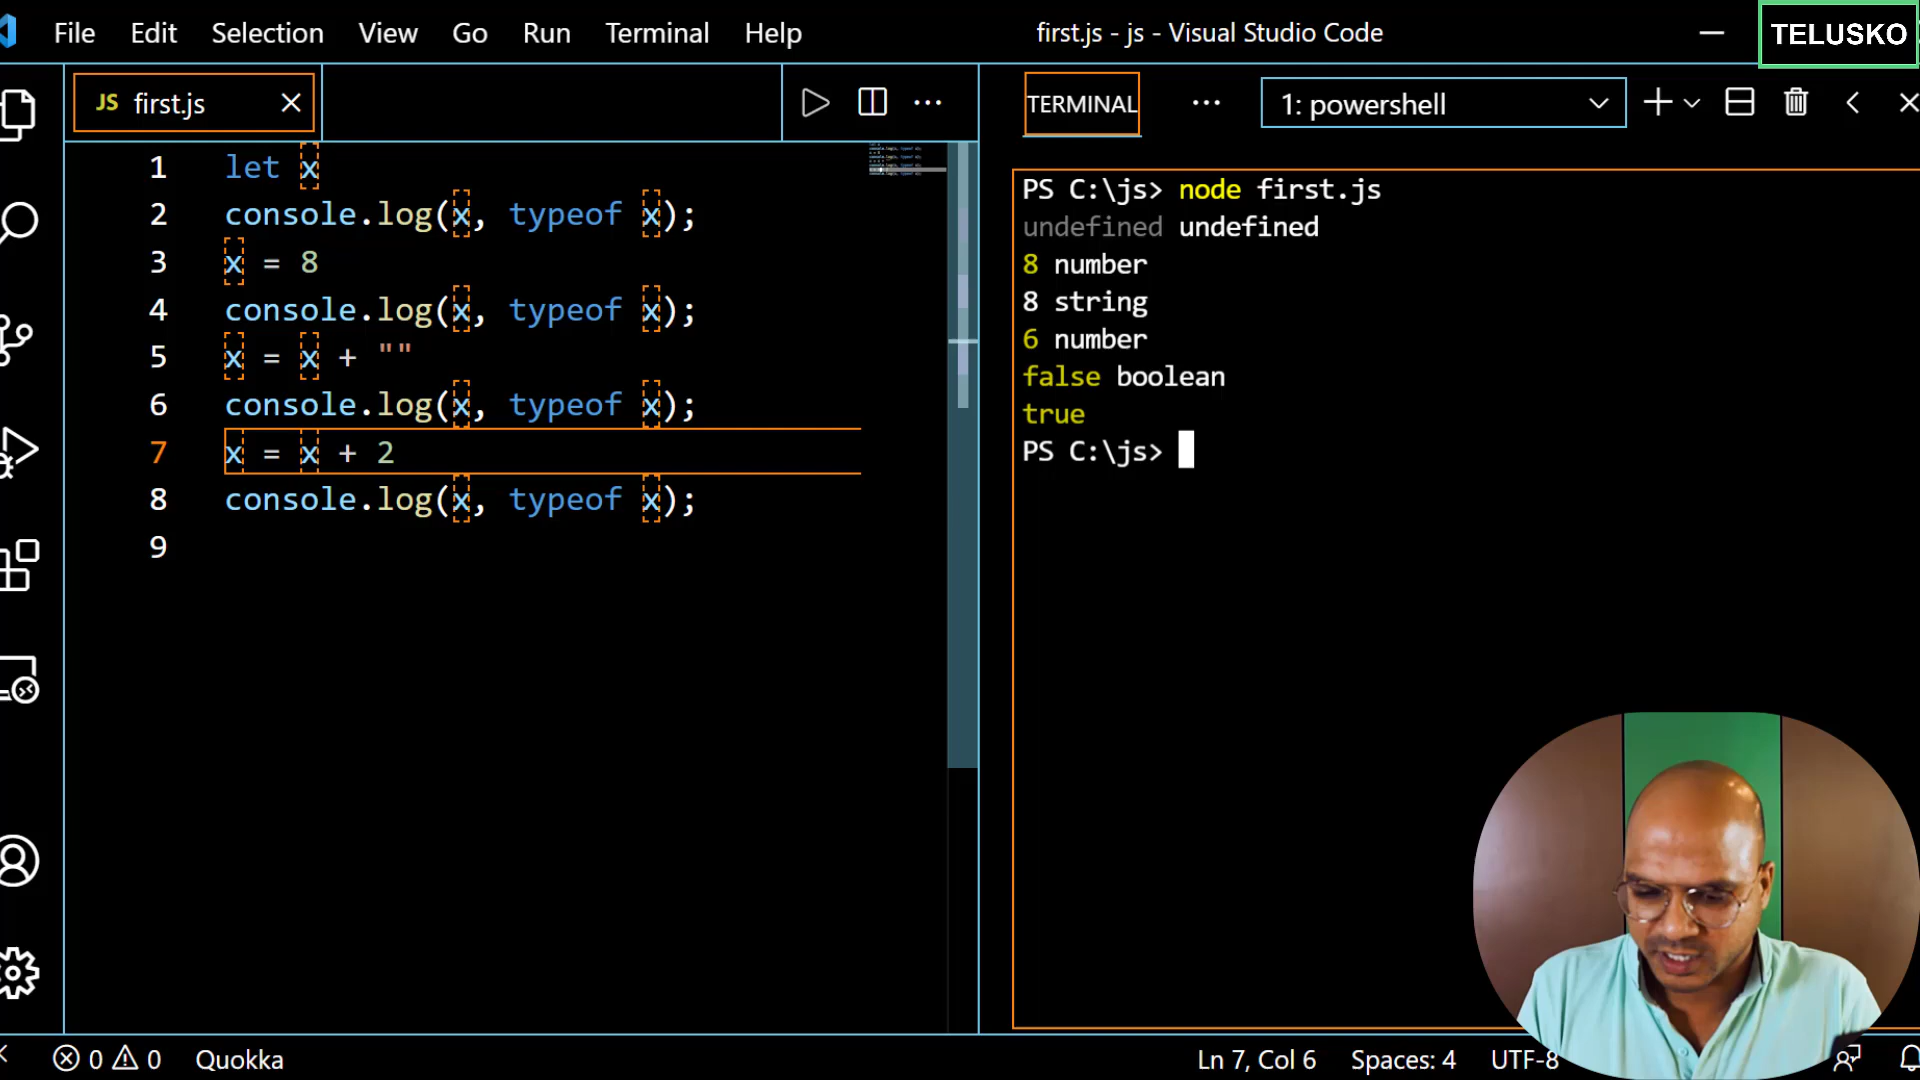 File Edit Selection View Go Run Terminal Help
first.js - js - Visual Studio Code
TELUSKO
JS first.js
TERMINAL
1: powershell
1 let x
2 console.log(x, typeof x);
3 x = 8
4 console.log(x, typeof x);
5 x = x + ""
6 console.log(x, typeof x);
7 x = x + 2
8 console.log(x, typeof x);
9
PS C:\js> node first.js
undefined undefined
8 number
8 string
6 number
false boolean
true
PS C:\js>
0 0 Quokka
Ln 7, Col 6 Spaces: 4 UTF-8